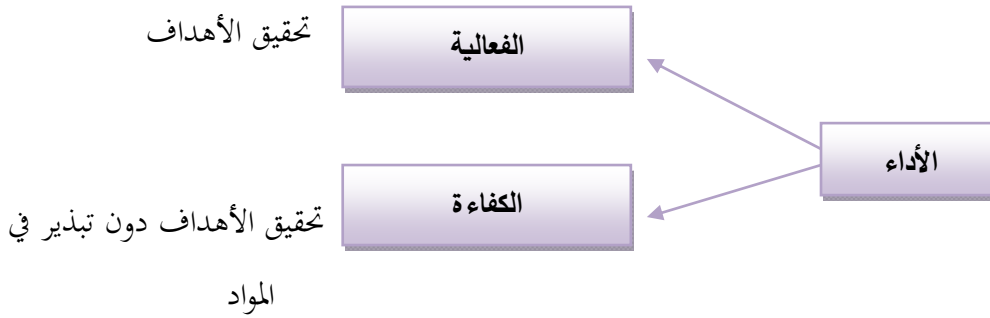 الأداء
الفعالية
تحقيق الأهداف
الكفاءة
تحقيق الأهداف دون تبذير في
المواد